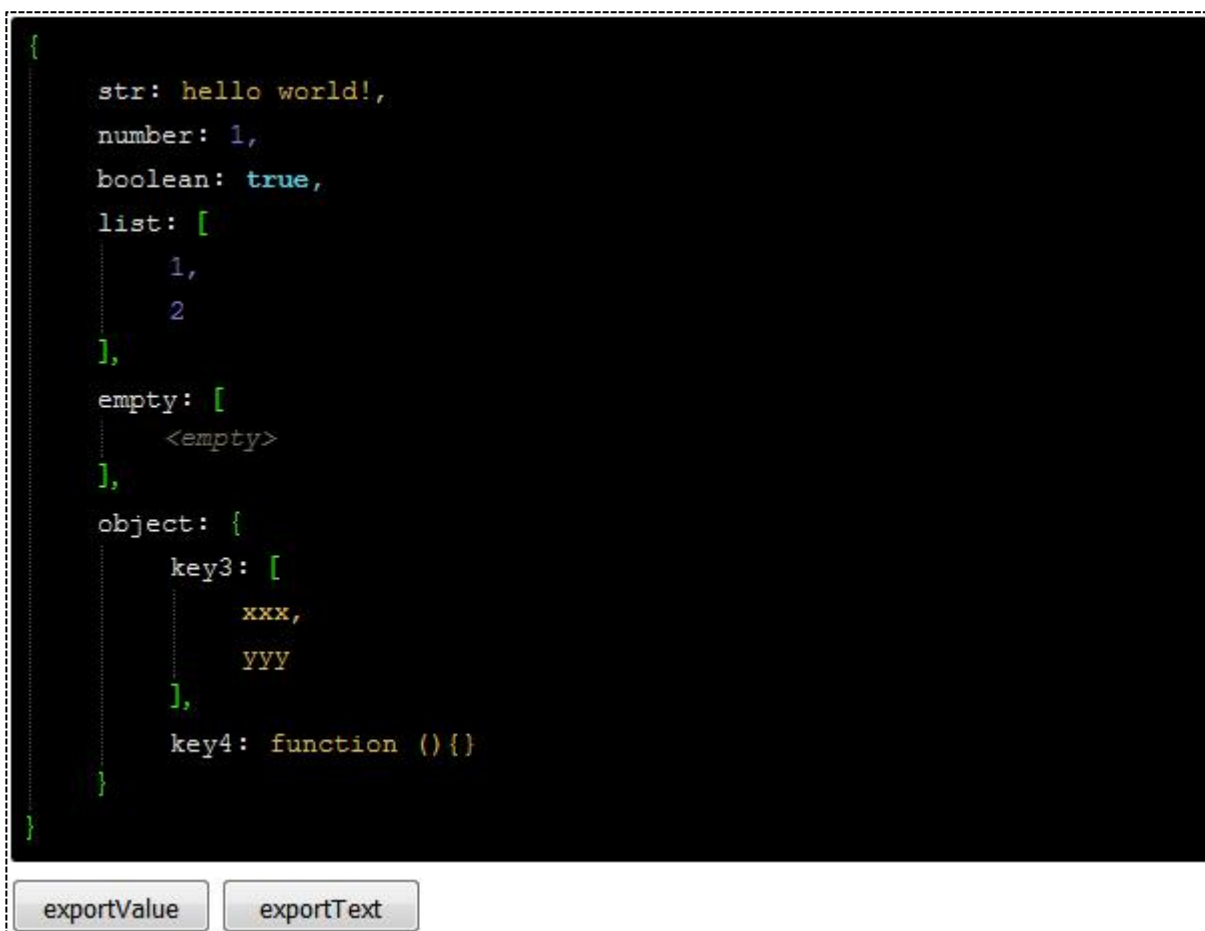 {
str: hello world!,
number: 1,
boolean: true,
list: [
1,
2
],
empty: [
<empty>
],
object: {
key3: [
xxx,
yyy
],
key4: function (){}
}
}
exportValue exportText